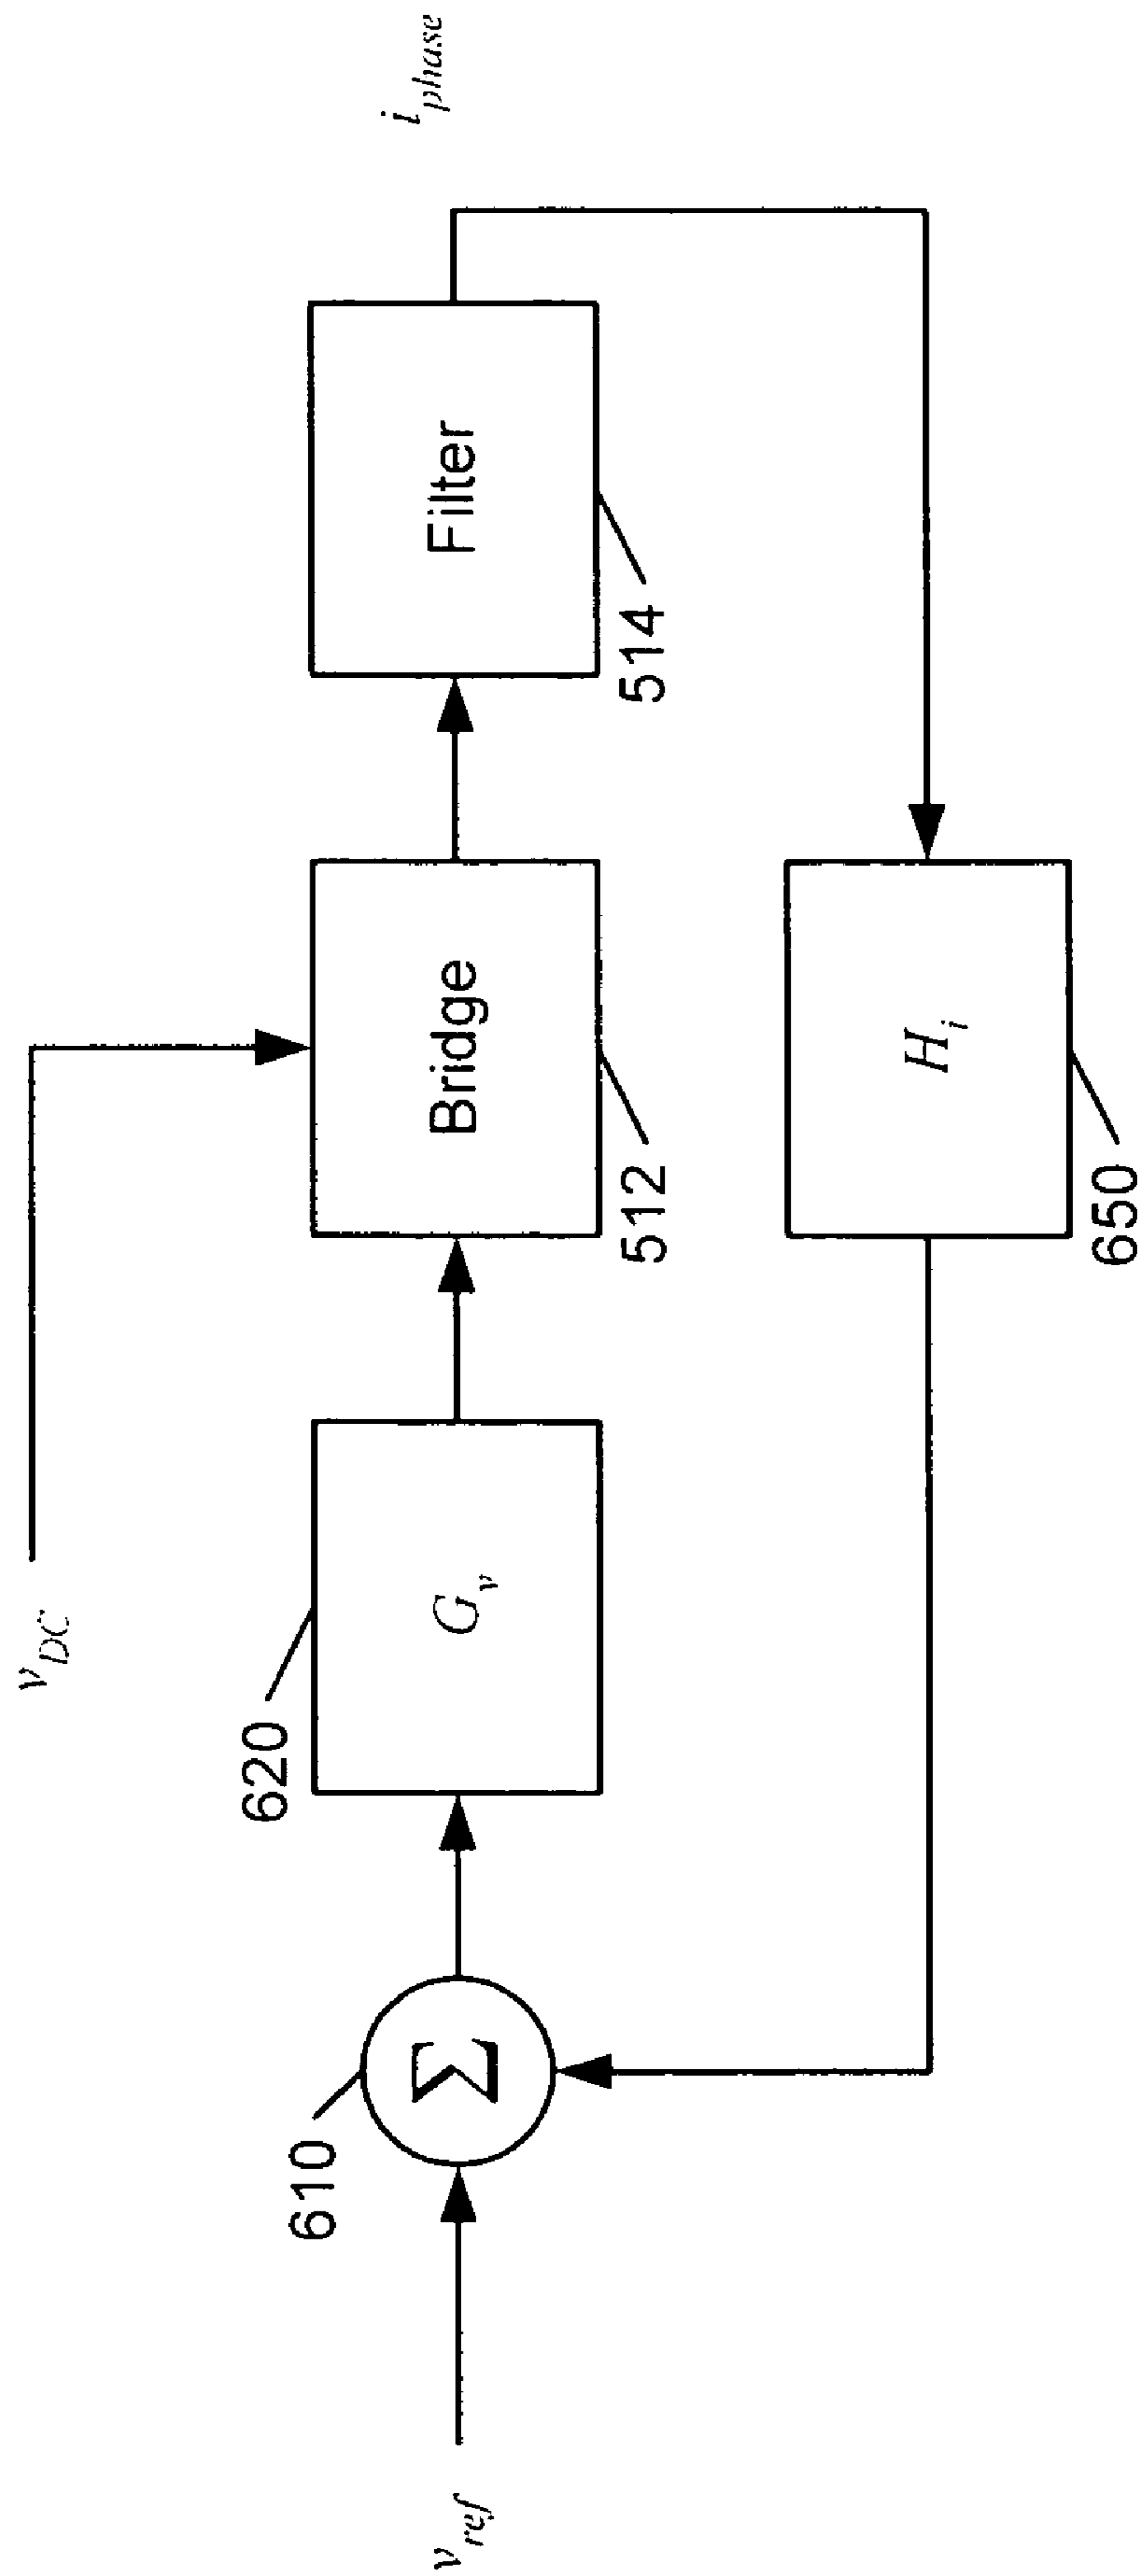 v_DC
i_phase
620
610
v_ref
Σ
G_v
Bridge
Filter
512
514
H_i
650